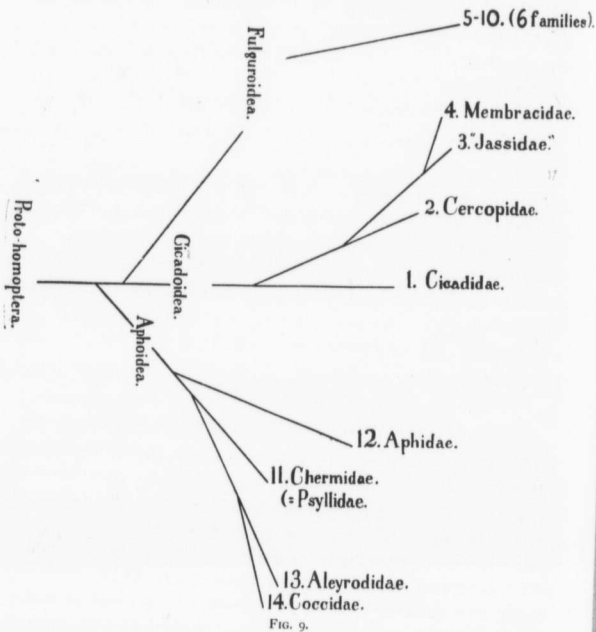 5-10. (6 families).
Fulguroidea.
4. Membracidae.
3. "Jassidae."
2. Cercopidae.
Proto-homoptera.
Cicadoidea.
1. Cicadidae.
Aphoidea.
12. Aphidae.
11. Chermidae.
(= Psyllidae.
13. Aleyrodidae.
14. Coccidae.
FIG. 9.